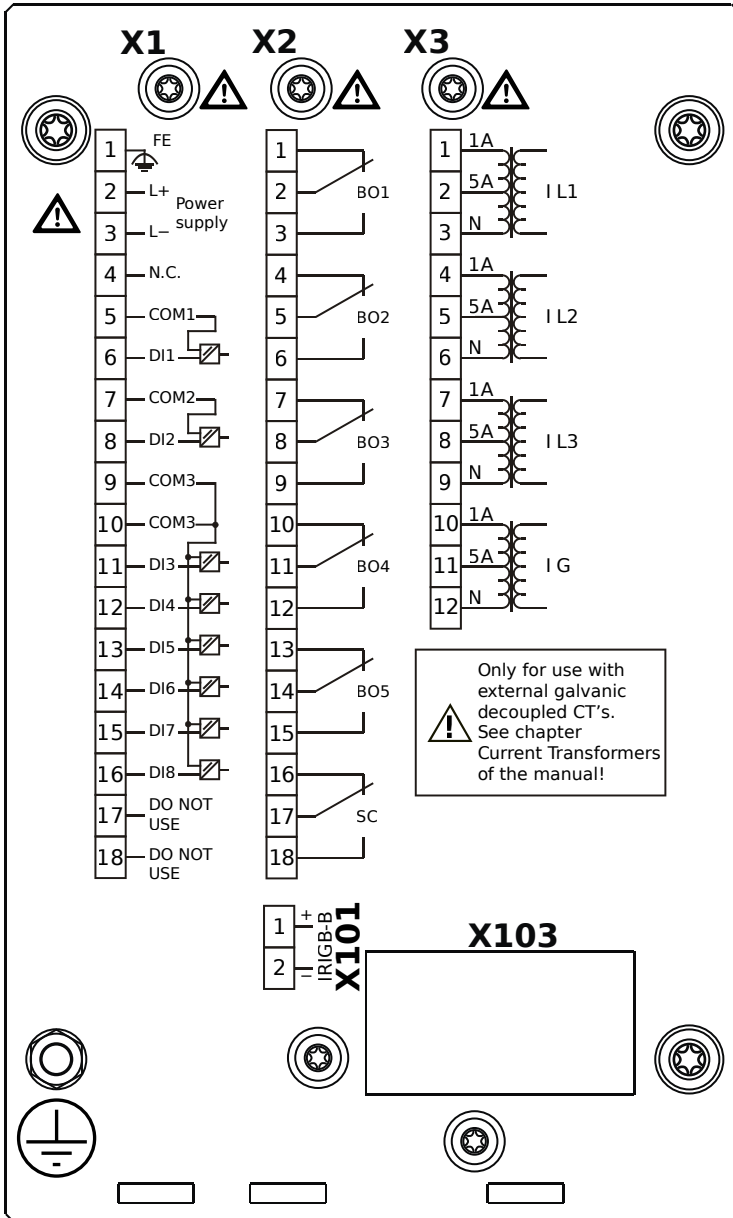 X1 X2 X3
1 FE
2 L+
Power
supply
3 L−
4 N.C.
5 COM1
6 DI1
7 COM2
8 DI2
9 COM3
10 COM3
11 DI3
12 DI4
13 DI5
14 DI6
15 DI7
16 DI8
17 DO NOT
USE
18 DO NOT
USE
1
2 BO1
3
4
5 BO2
6
7
8 BO3
9
10
11 BO4
12
13
14 BO5
15
16
17 SC
18
1 1A
2 5A I L1
3 N
4 1A
5 5A I L2
6 N
7 1A
8 5A I L3
9 N
10 1A
11 5A I G
12 N
Only for use with
external galvanic
decoupled CT's.
See chapter
Current Transformers
of the manual!
1 +
2 −
IRIGB-B
X101
X103